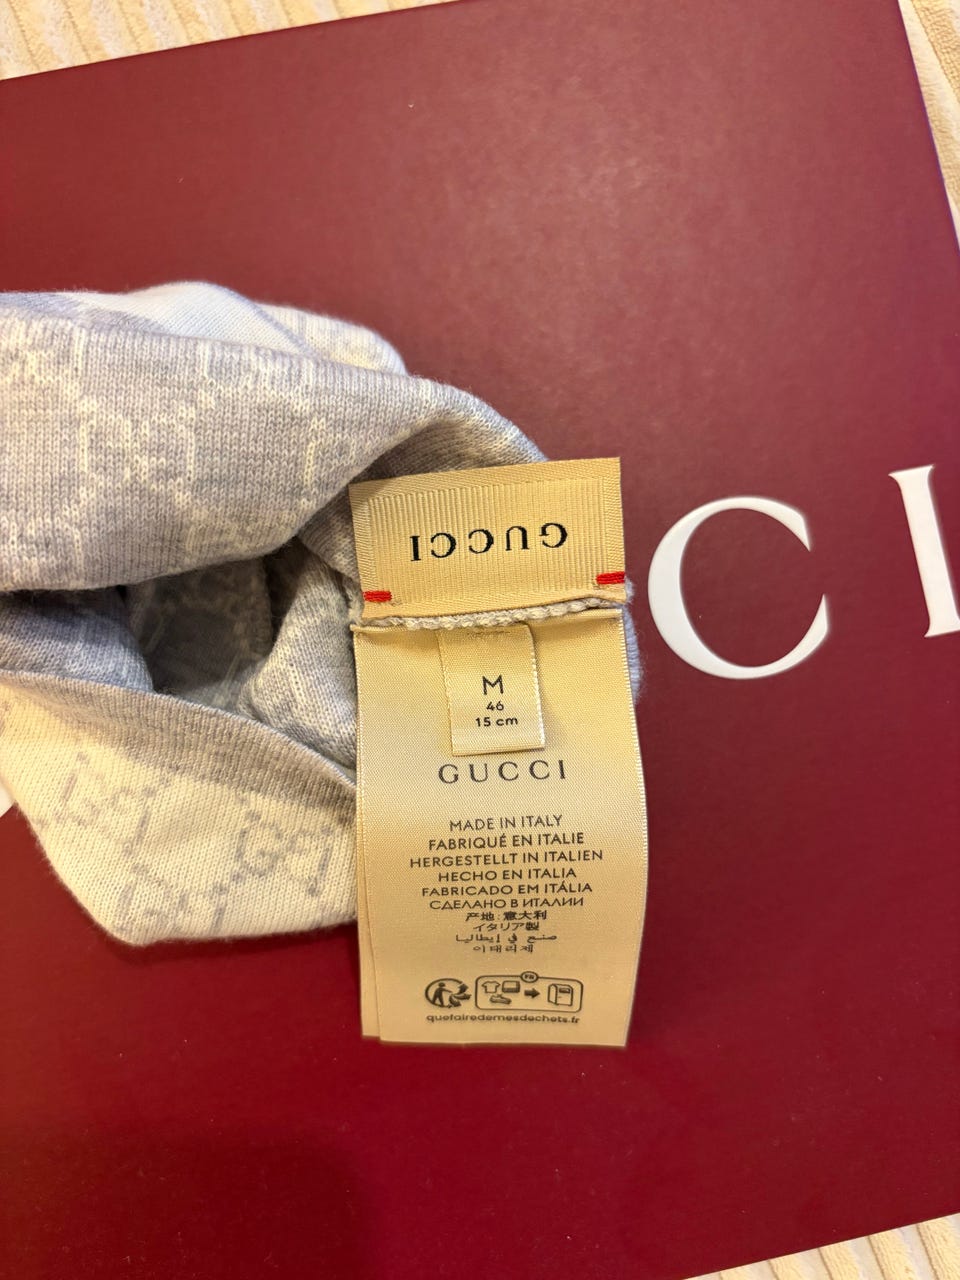 GUCCI
CI
M
46
15 cm
GUCCI
MADE IN ITALY
FABRIQUÉ EN ITALIE
HERGESTELLT IN ITALIEN
HECHO EN ITALIA
FABRICADO EM ITÁLIA
СДЕЛАНО В ИТАЛИИ
产地: 意大利
イタリア製
صنع في إيطاليا
이태리제
FR
quefairedemesdechets.fr